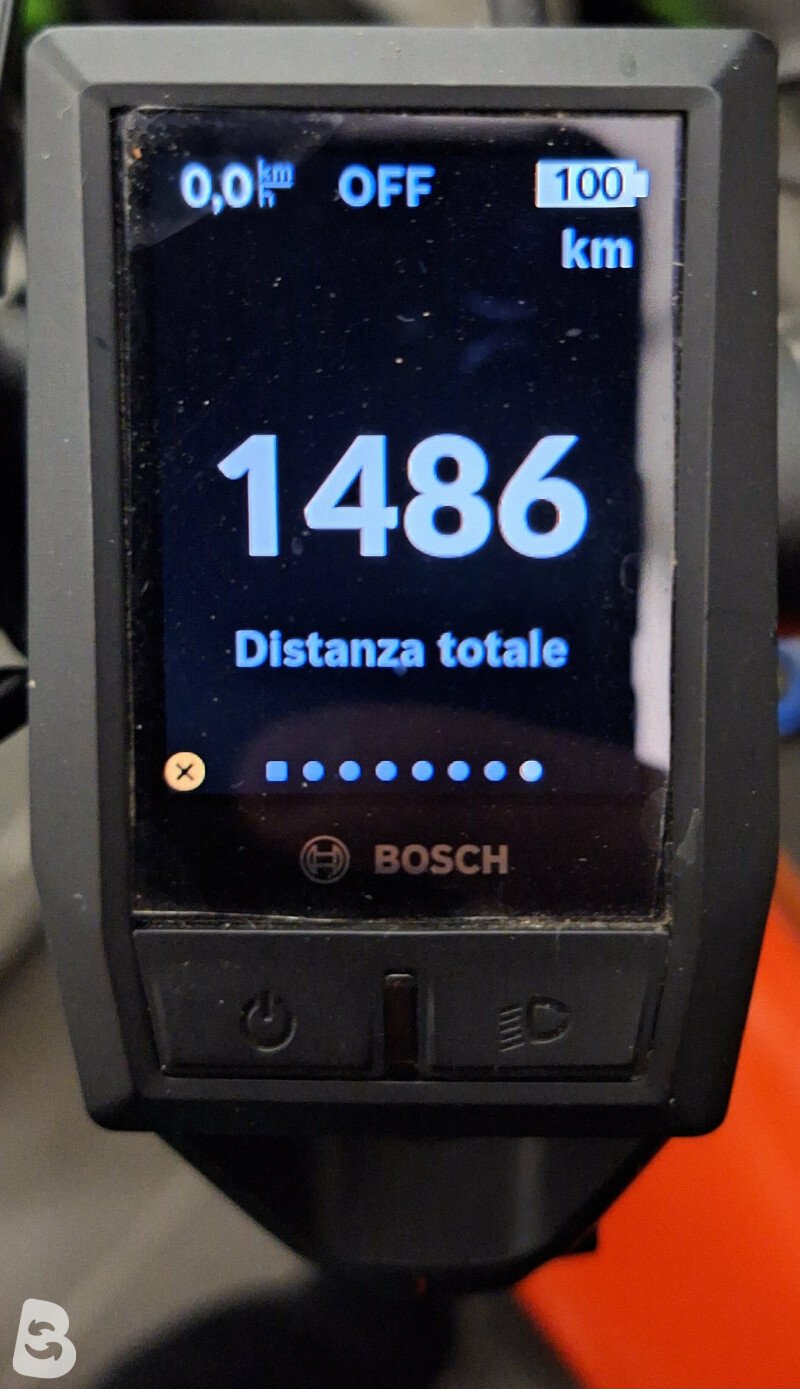 0,0 km/h OFF 100
km
1486
Distanza totale
BOSCH